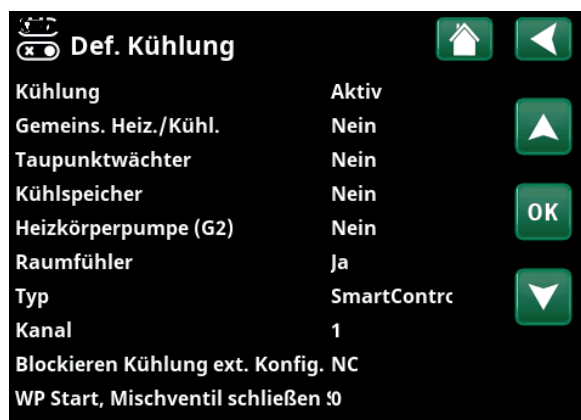 Def. Kühlung
Kühlung Aktiv
Gemeins. Heiz./Kühl. Nein
Taupunktwächter Nein
Kühlspeicher Nein
Heizkörperpumpe (G2) Nein
OK
Raumfühler Ja
Typ SmartContrc
Kanal 1
Blockieren Kühlung ext. Konfig. NC
WP Start, Mischventil schließen 0